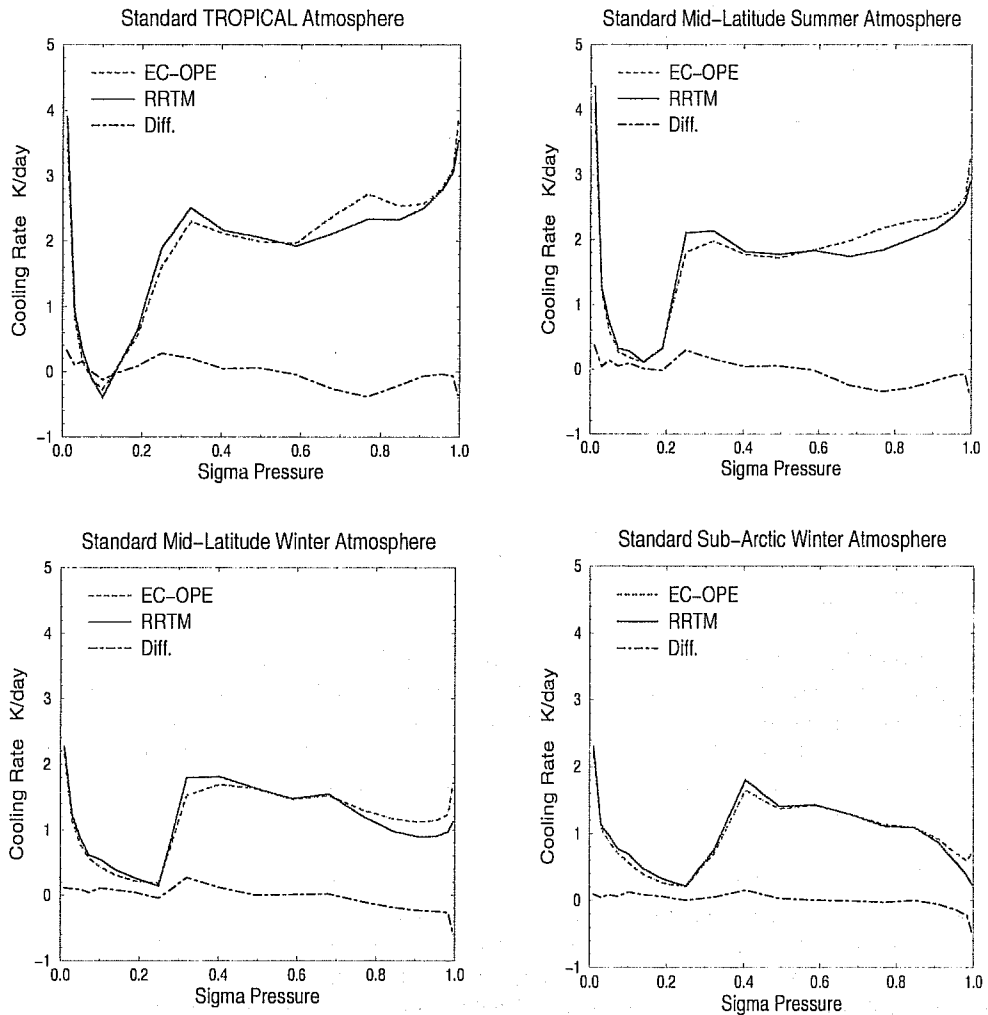 Standard TROPICAL Atmosphere
5
4
3
2
1
0
−1
Cooling Rate K/day
EC−OPE
RRTM
Diff.
0.0 0.2 0.4 0.6 0.8 1.0
Sigma Pressure
Standard Mid−Latitude Summer Atmosphere
5
4
3
2
1
0
−1
Cooling Rate K/day
EC−OPE
RRTM
Diff.
0.0 0.2 0.4 0.6 0.8 1.0
Sigma Pressure
Standard Mid−Latitude Winter Atmosphere
5
4
3
2
1
0
−1
Cooling Rate K/day
EC−OPE
RRTM
Diff.
0.0 0.2 0.4 0.6 0.8 1.0
Sigma Pressure
Standard Sub−Arctic Winter Atmosphere
5
4
3
2
1
0
−1
Cooling Rate K/day
EC−OPE
RRTM
Diff.
0.0 0.2 0.4 0.6 0.8 1.0
Sigma Pressure